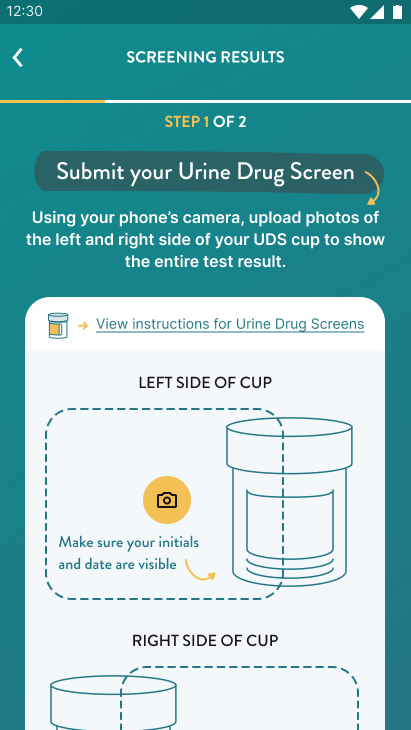 12:30
SCREENING RESULTS
STEP 1 OF 2
Submit your Urine Drug Screen
Using your phone’s camera, upload photos of
the left and right side of your UDS cup to show
the entire test result.
View instructions for Urine Drug Screens
LEFT SIDE OF CUP
Make sure your initials
and date are visible
RIGHT SIDE OF CUP